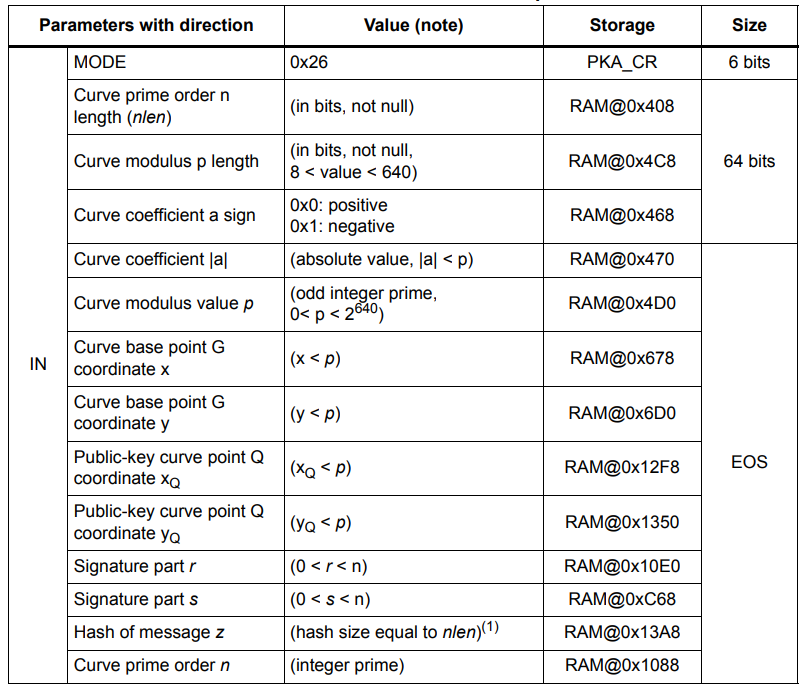 Parameters with direction Value (note) Storage Size
MODE 0x26 PKA_CR 6 bits
Curve prime order n
length (nlen) (in bits, not null) RAM@0x408
Curve modulus p length (in bits, not null,
8 < value < 640) RAM@0x4C8 64 bits
Curve coefficient a sign 0x0: positive
0x1: negative RAM@0x468
Curve coefficient |a| (absolute value, |a| < p) RAM@0x470
Curve modulus value p (odd integer prime,
0< p < 2^640) RAM@0x4D0
IN
Curve base point G
coordinate x (x < p) RAM@0x678
Curve base point G
coordinate y (y < p) RAM@0x6D0
EOS
Public-key curve point Q
coordinate xQ (xQ < p) RAM@0x12F8
Public-key curve point Q
coordinate yQ (yQ < p) RAM@0x1350
Signature part r (0 < r < n) RAM@0x10E0
Signature part s (0 < s < n) RAM@0xC68
Hash of message z (hash size equal to nlen)(1) RAM@0x13A8
Curve prime order n (integer prime) RAM@0x1088